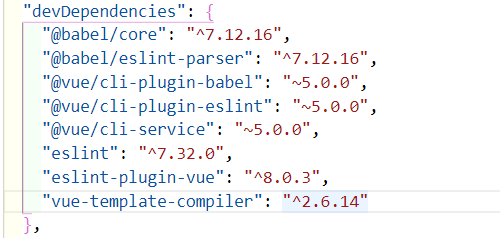 "devDependencies": {
"@babel/core": "^7.12.16",
"@babel/eslint-parser": "^7.12.16",
"@vue/cli-plugin-babel": "~5.0.0",
"@vue/cli-plugin-eslint": "~5.0.0",
"@vue/cli-service": "~5.0.0",
"eslint": "^7.32.0",
"eslint-plugin-vue": "^8.0.3",
"vue-template-compiler": "^2.6.14"
},